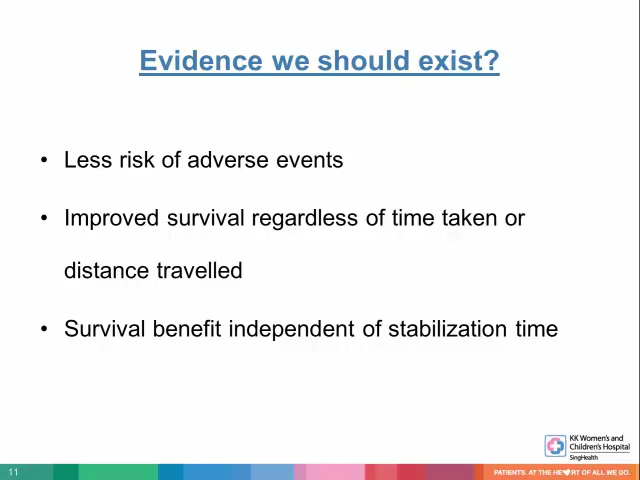 Evidence we should exist?
• Less risk of adverse events
• Improved survival regardless of time taken or
distance travelled
• Survival benefit independent of stabilization time
KK Women's and
Children's Hospital
SingHealth
11
PATIENTS. AT THE HE♥RT OF ALL WE DO.